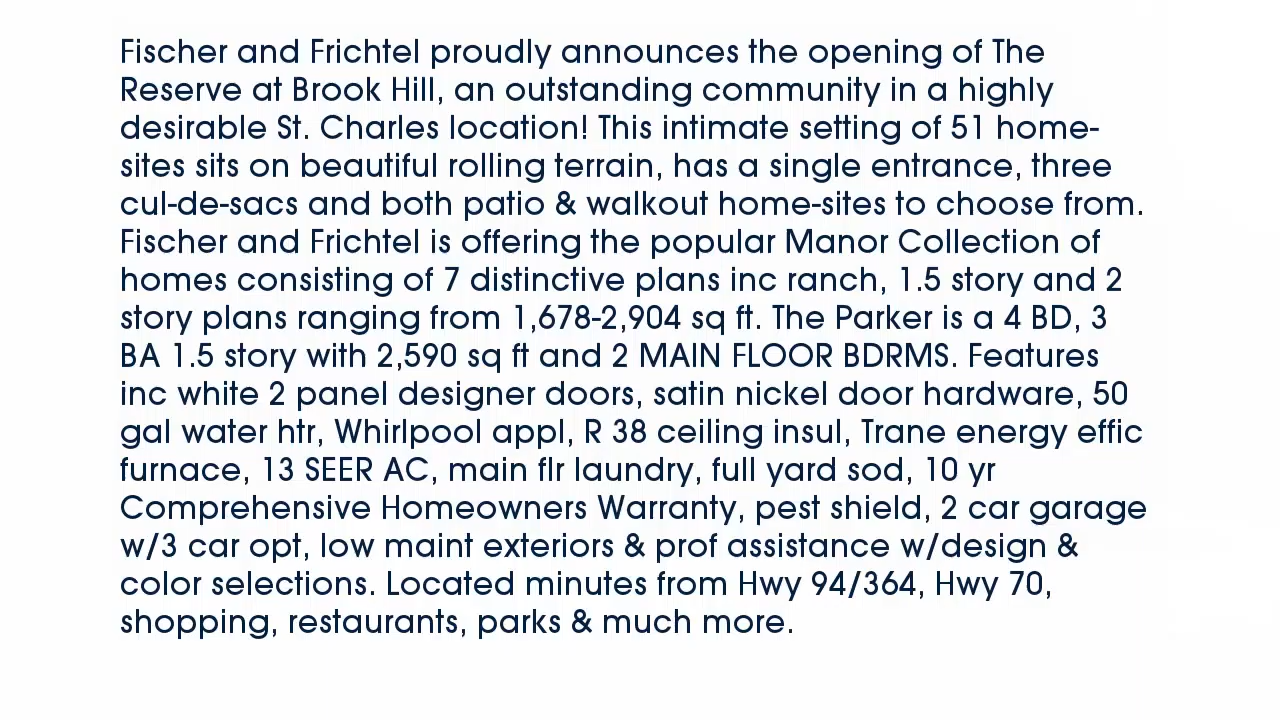 Fischer and Frichtel proudly announces the opening of The
Reserve at Brook Hill, an outstanding community in a highly
desirable St. Charles location! This intimate setting of 51 home-
sites sits on beautiful rolling terrain, has a single entrance, three
cul-de-sacs and both patio & walkout home-sites to choose from.
Fischer and Frichtel is offering the popular Manor Collection of
homes consisting of 7 distinctive plans inc ranch, 1.5 story and 2
story plans ranging from 1,678-2,904 sq ft. The Parker is a 4 BD, 3
BA 1.5 story with 2,590 sq ft and 2 MAIN FLOOR BDRMS. Features
inc white 2 panel designer doors, satin nickel door hardware, 50
gal water htr, Whirlpool appl, R 38 ceiling insul, Trane energy effic
furnace, 13 SEER AC, main flr laundry, full yard sod, 10 yr
Comprehensive Homeowners Warranty, pest shield, 2 car garage
w/3 car opt, low maint exteriors & prof assistance w/design &
color selections. Located minutes from Hwy 94/364, Hwy 70,
shopping, restaurants, parks & much more.